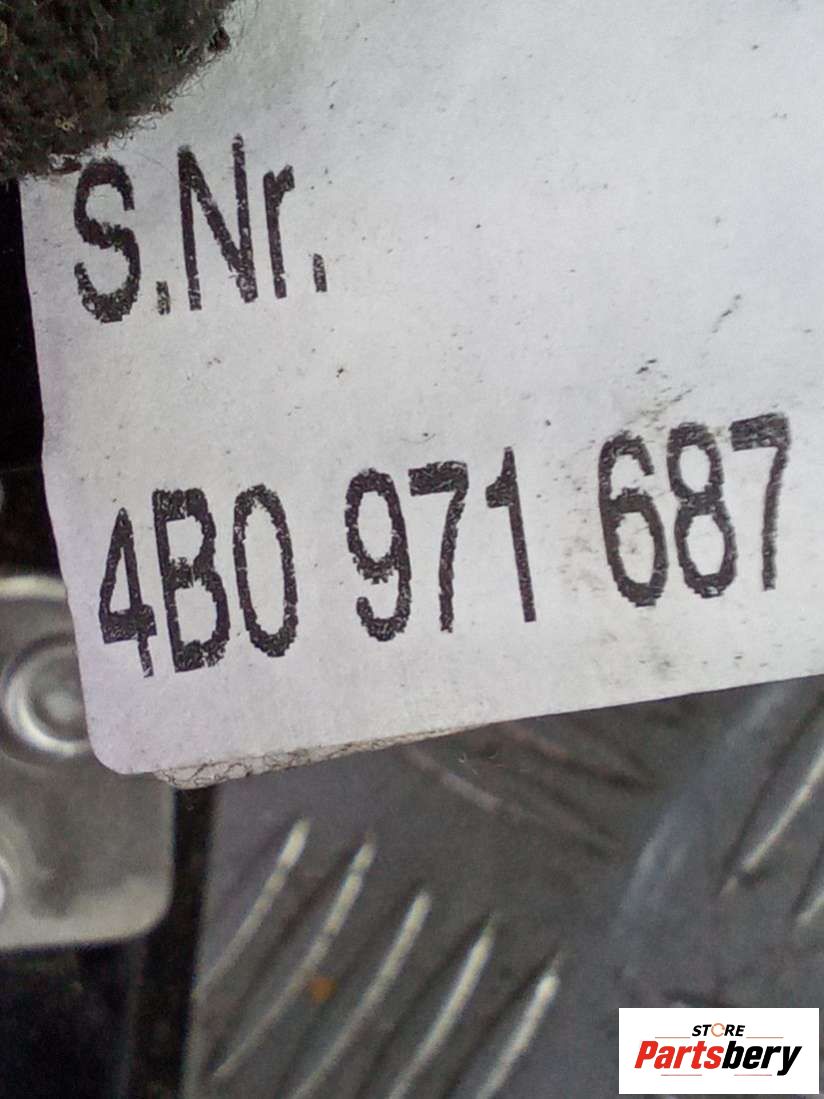 S.Nr.
4B0 971 687
STORE
Partsbery